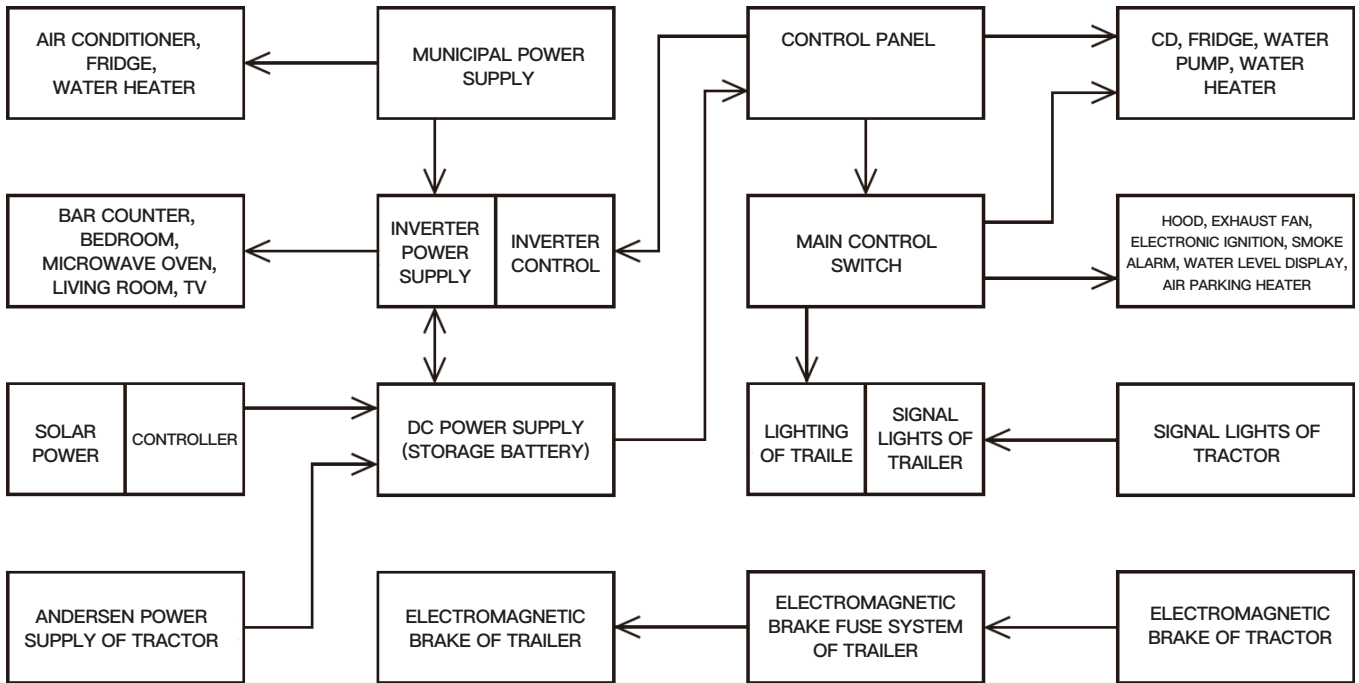 AIR CONDITIONER,
FRIDGE,
WATER HEATER
MUNICIPAL POWER
SUPPLY
CONTROL PANEL
CD, FRIDGE, WATER
PUMP, WATER
HEATER
BAR COUNTER,
BEDROOM,
MICROWAVE OVEN,
LIVING ROOM, TV
INVERTER
POWER
SUPPLY
INVERTER
CONTROL
MAIN CONTROL
SWITCH
HOOD, EXHAUST FAN,
ELECTRONIC IGNITION, SMOKE
ALARM, WATER LEVEL DISPLAY,
AIR PARKING HEATER
SOLAR
POWER
CONTROLLER
DC POWER SUPPLY
(STORAGE BATTERY)
LIGHTING
OF TRAILE
SIGNAL
LIGHTS OF
TRAILER
SIGNAL LIGHTS OF
TRACTOR
ANDERSEN POWER
SUPPLY OF TRACTOR
ELECTROMAGNETIC
BRAKE OF TRAILER
ELECTROMAGNETIC
BRAKE FUSE SYSTEM
OF TRAILER
ELECTROMAGNETIC
BRAKE OF TRACTOR